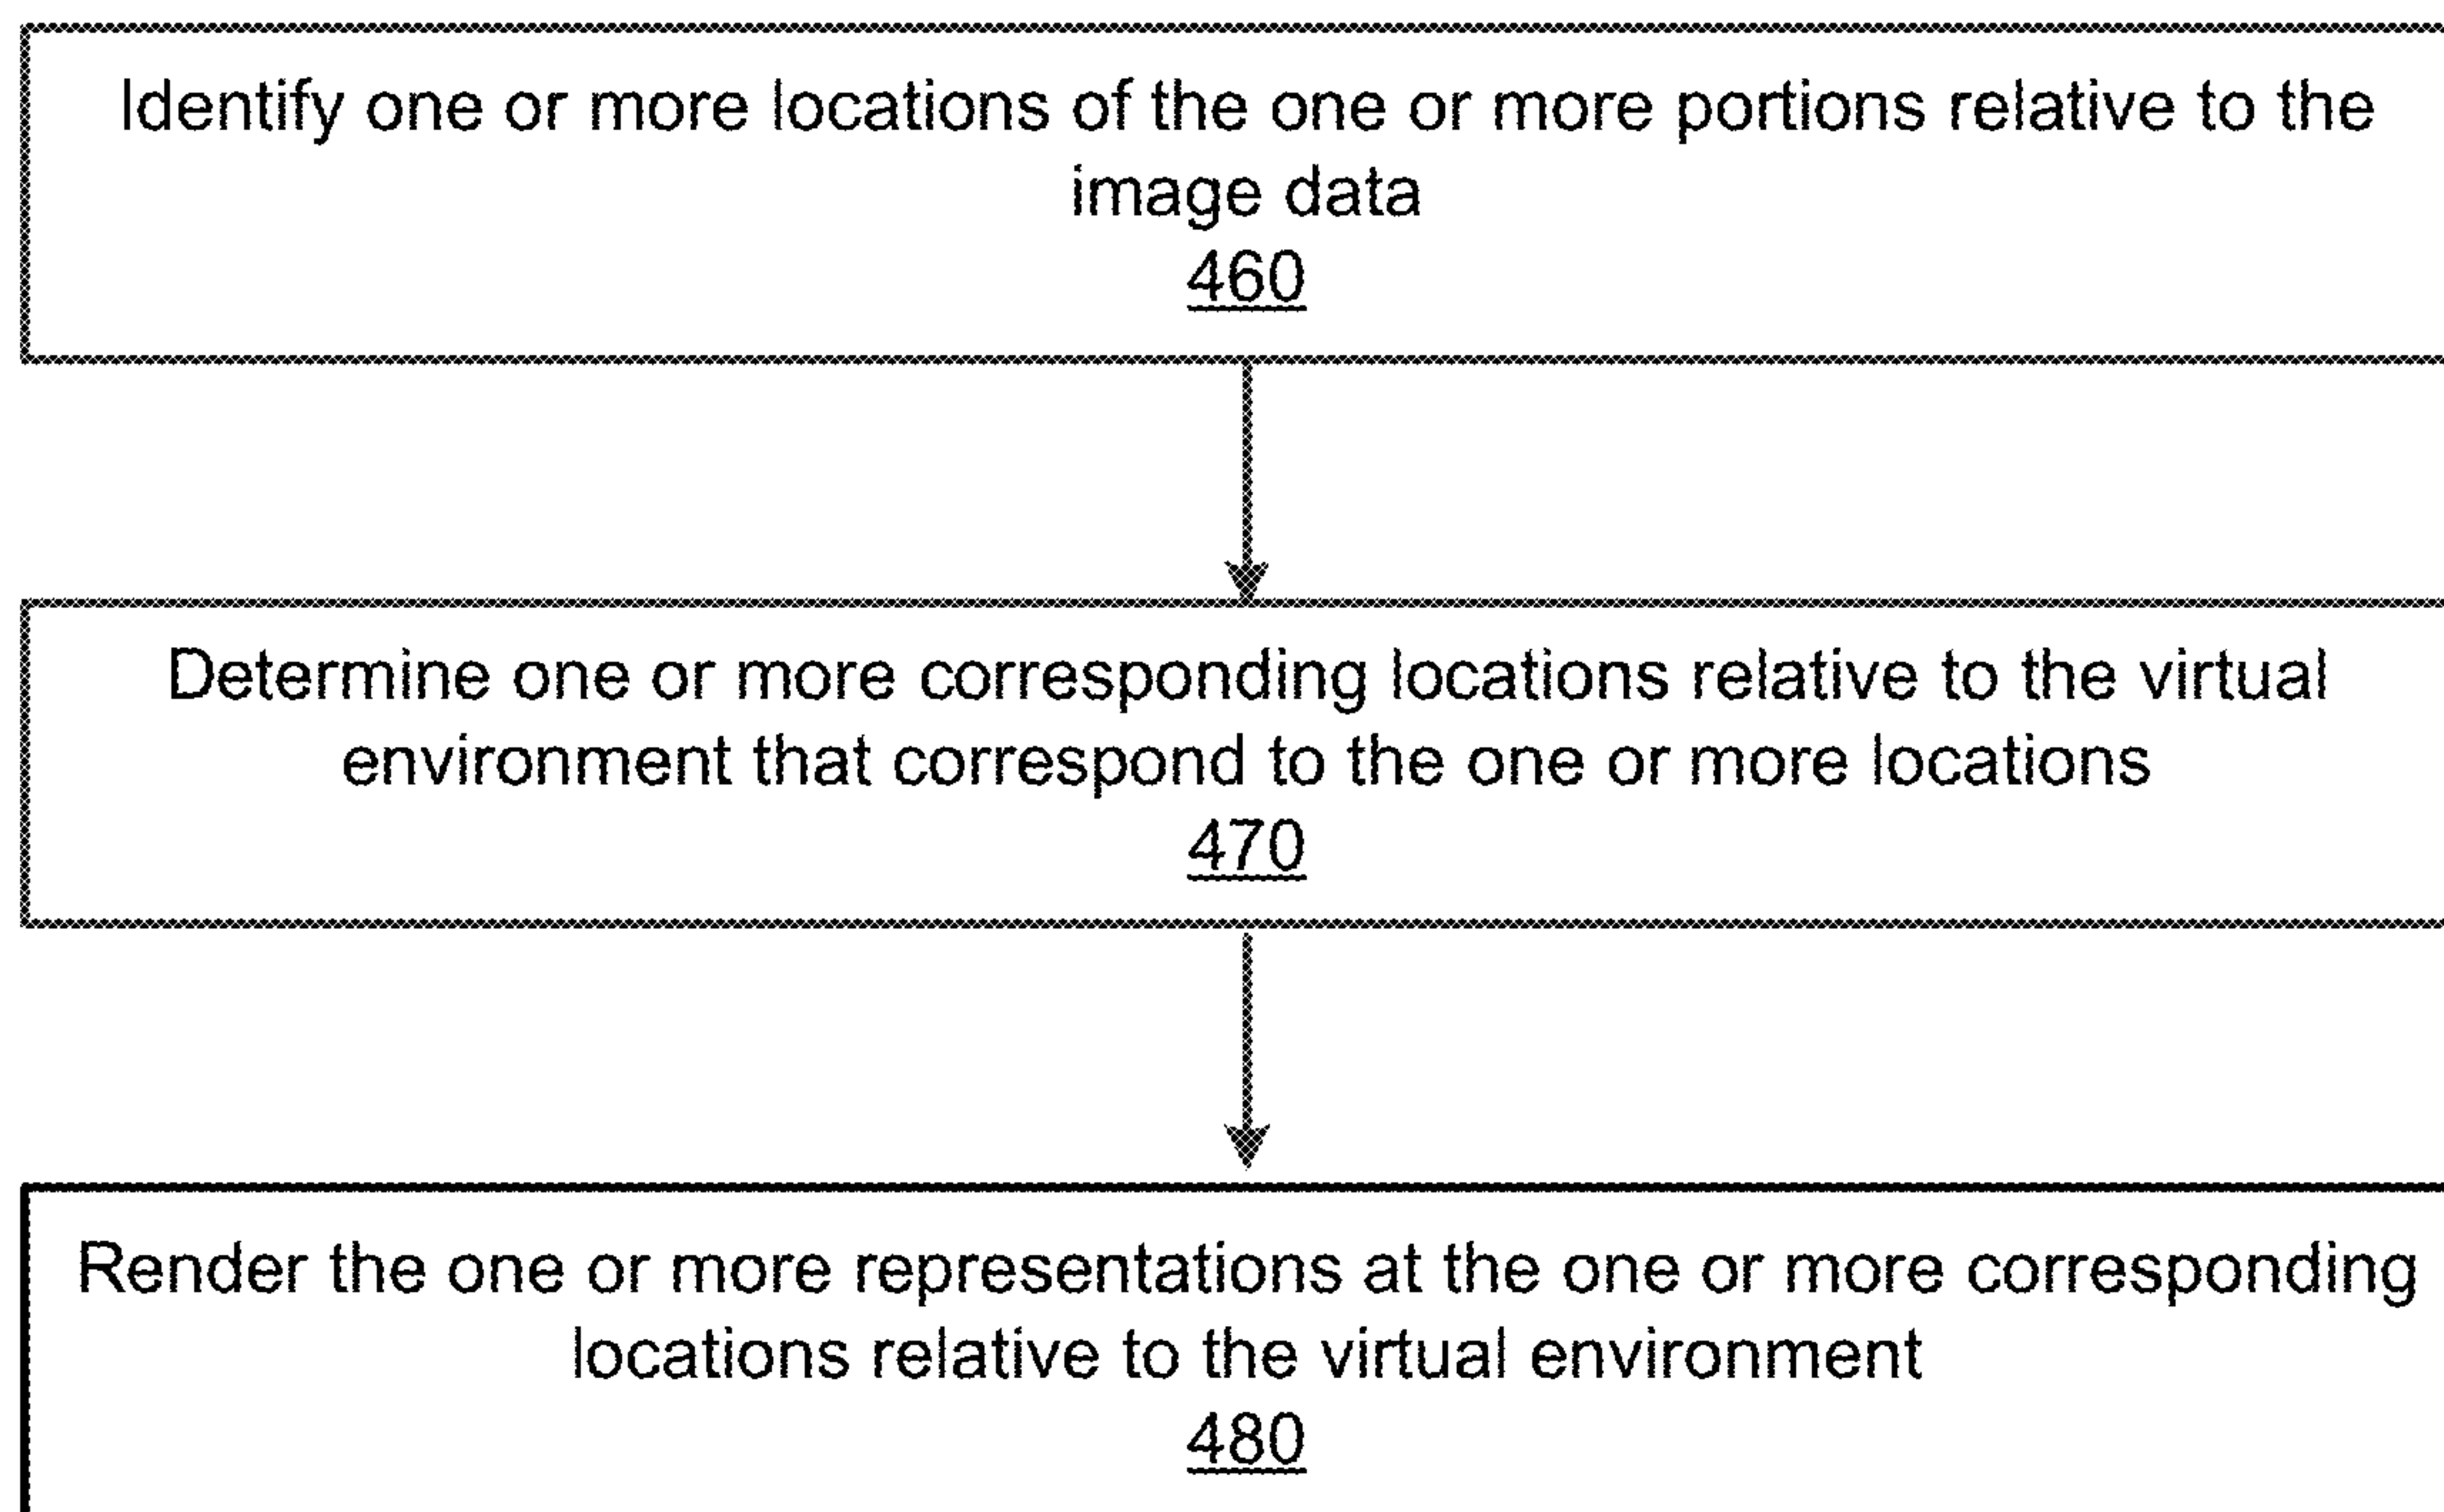 Identify one or more locations of the one or more portions relative to the
image data
460
Determine one or more corresponding locations relative to the virtual
environment that correspond to the one or more locations
470
Render the one or more representations at the one or more corresponding
locations relative to the virtual environment
480